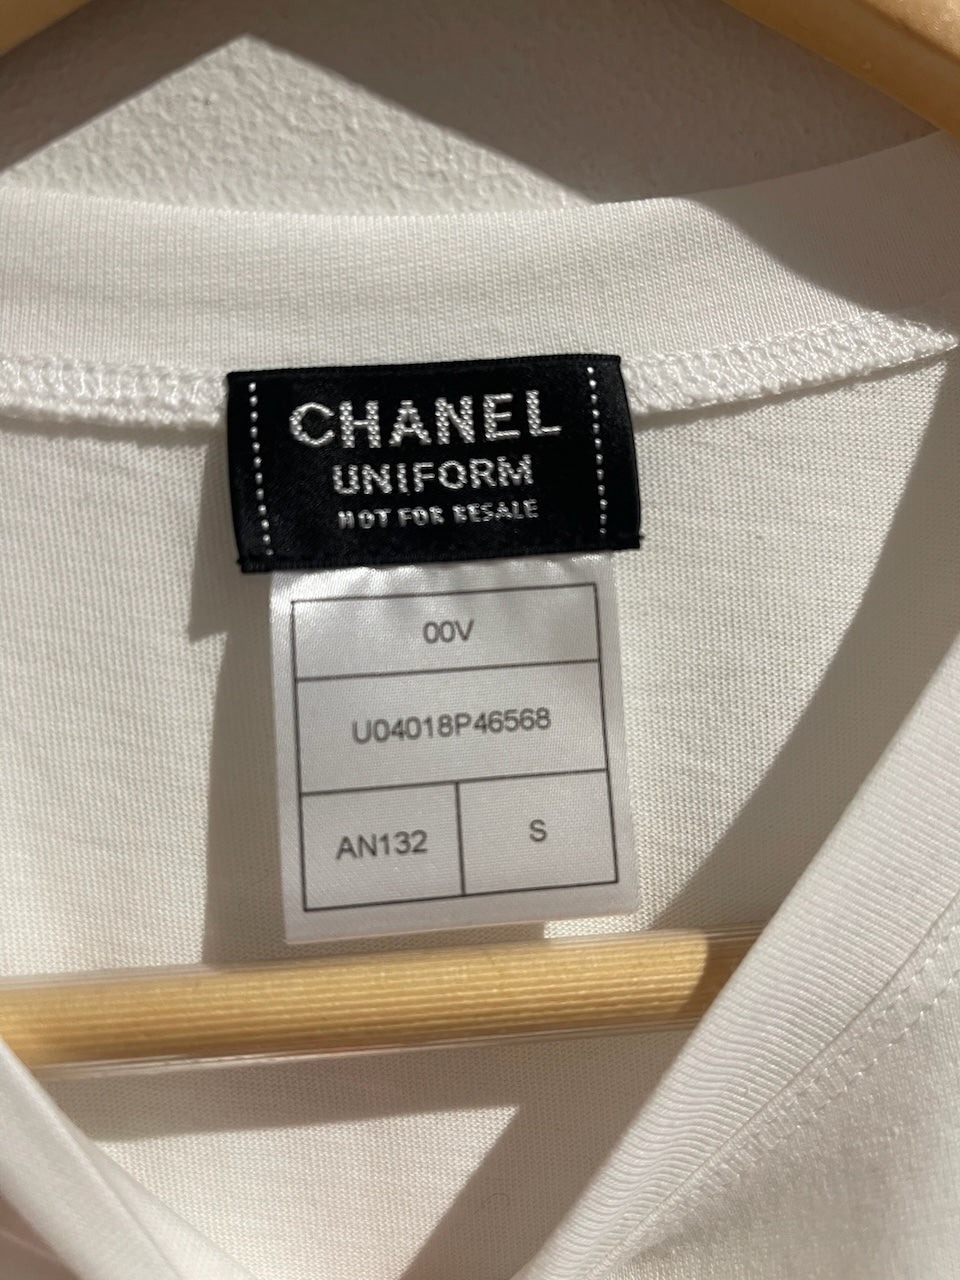 CHANEL
UNIFORM
NOT FOR RESALE
00V
U04018P46568
AN132
S